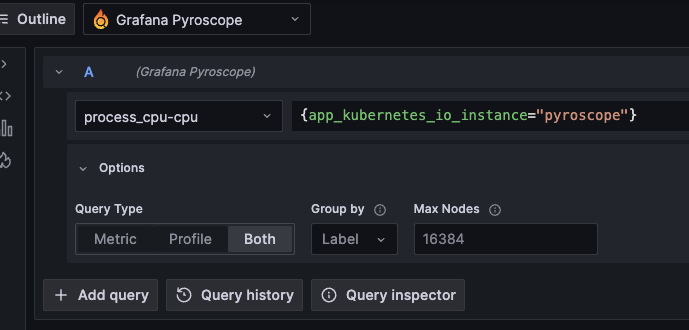 Outline
Grafana Pyroscope
A (Grafana Pyroscope)
process_cpu-cpu {app_kubernetes_io_instance="pyroscope"}
Options
Query Type Group by Max Nodes
Metric Profile Both Label 16384
+ Add query Query history Query inspector